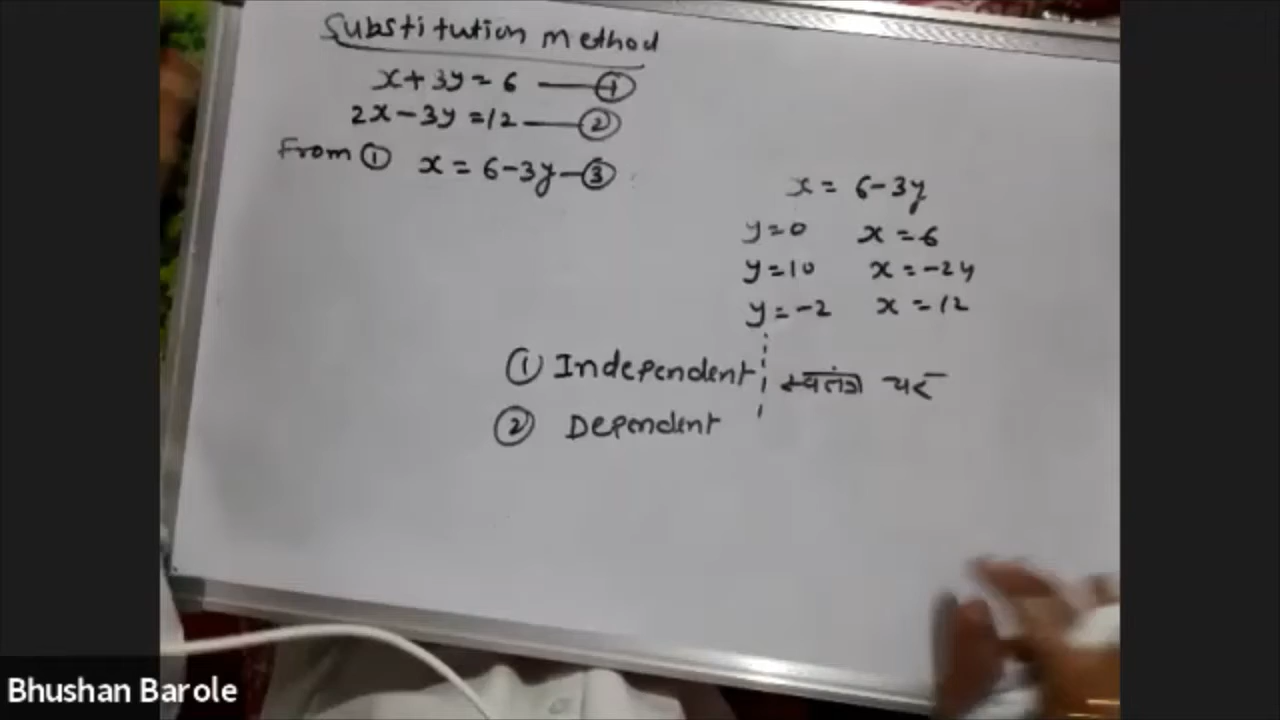 Substitution method
x+3y=6 — ①
2x-3y=12 — ②
From ① x = 6-3y - ③
x = 6-3y
y=0 x=6
y=10 x=-24
y=-2 x=12
① Independent स्वतंत्र चर
② Dependent
Bhushan Barole